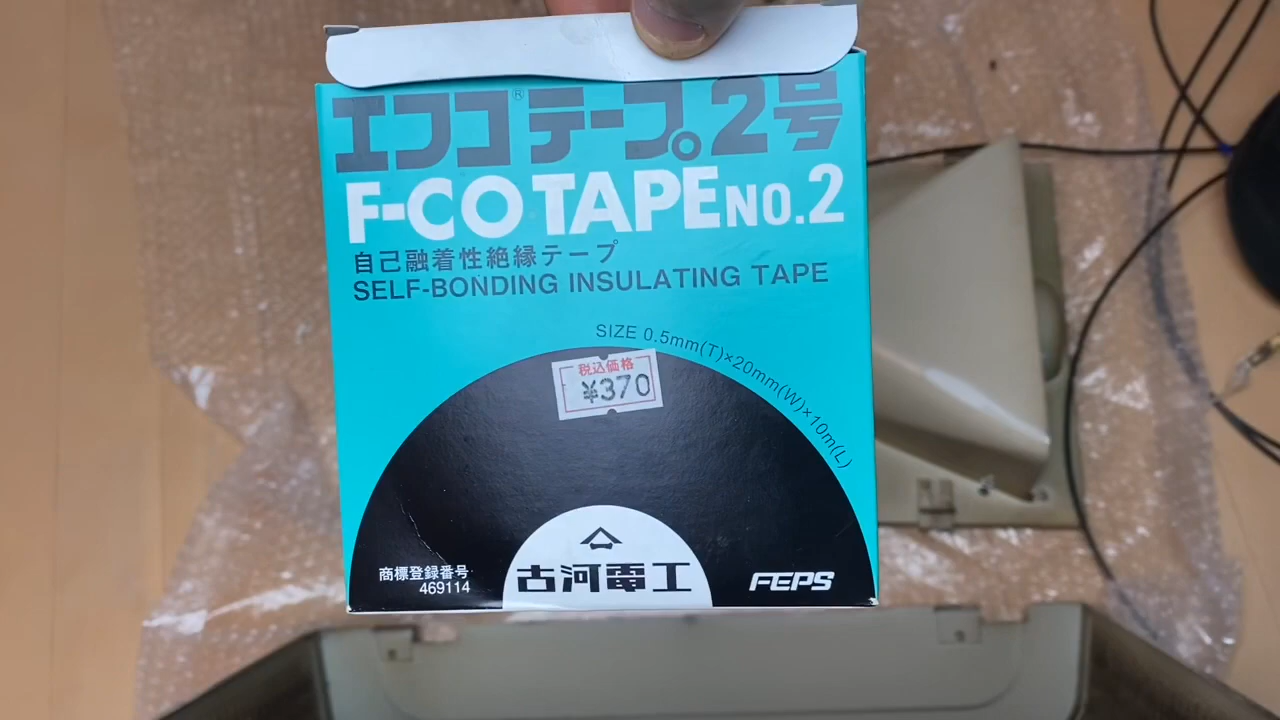 エフコ®テープ2号
F-CO TAPE NO.2
自己融着性絶縁テープ
SELF-BONDING INSULATING TAPE
SIZE 0.5mm(T)×20mm(W)×10m(L)
税込価格
¥370
商標登録番号
469114
古河電工
FEPS